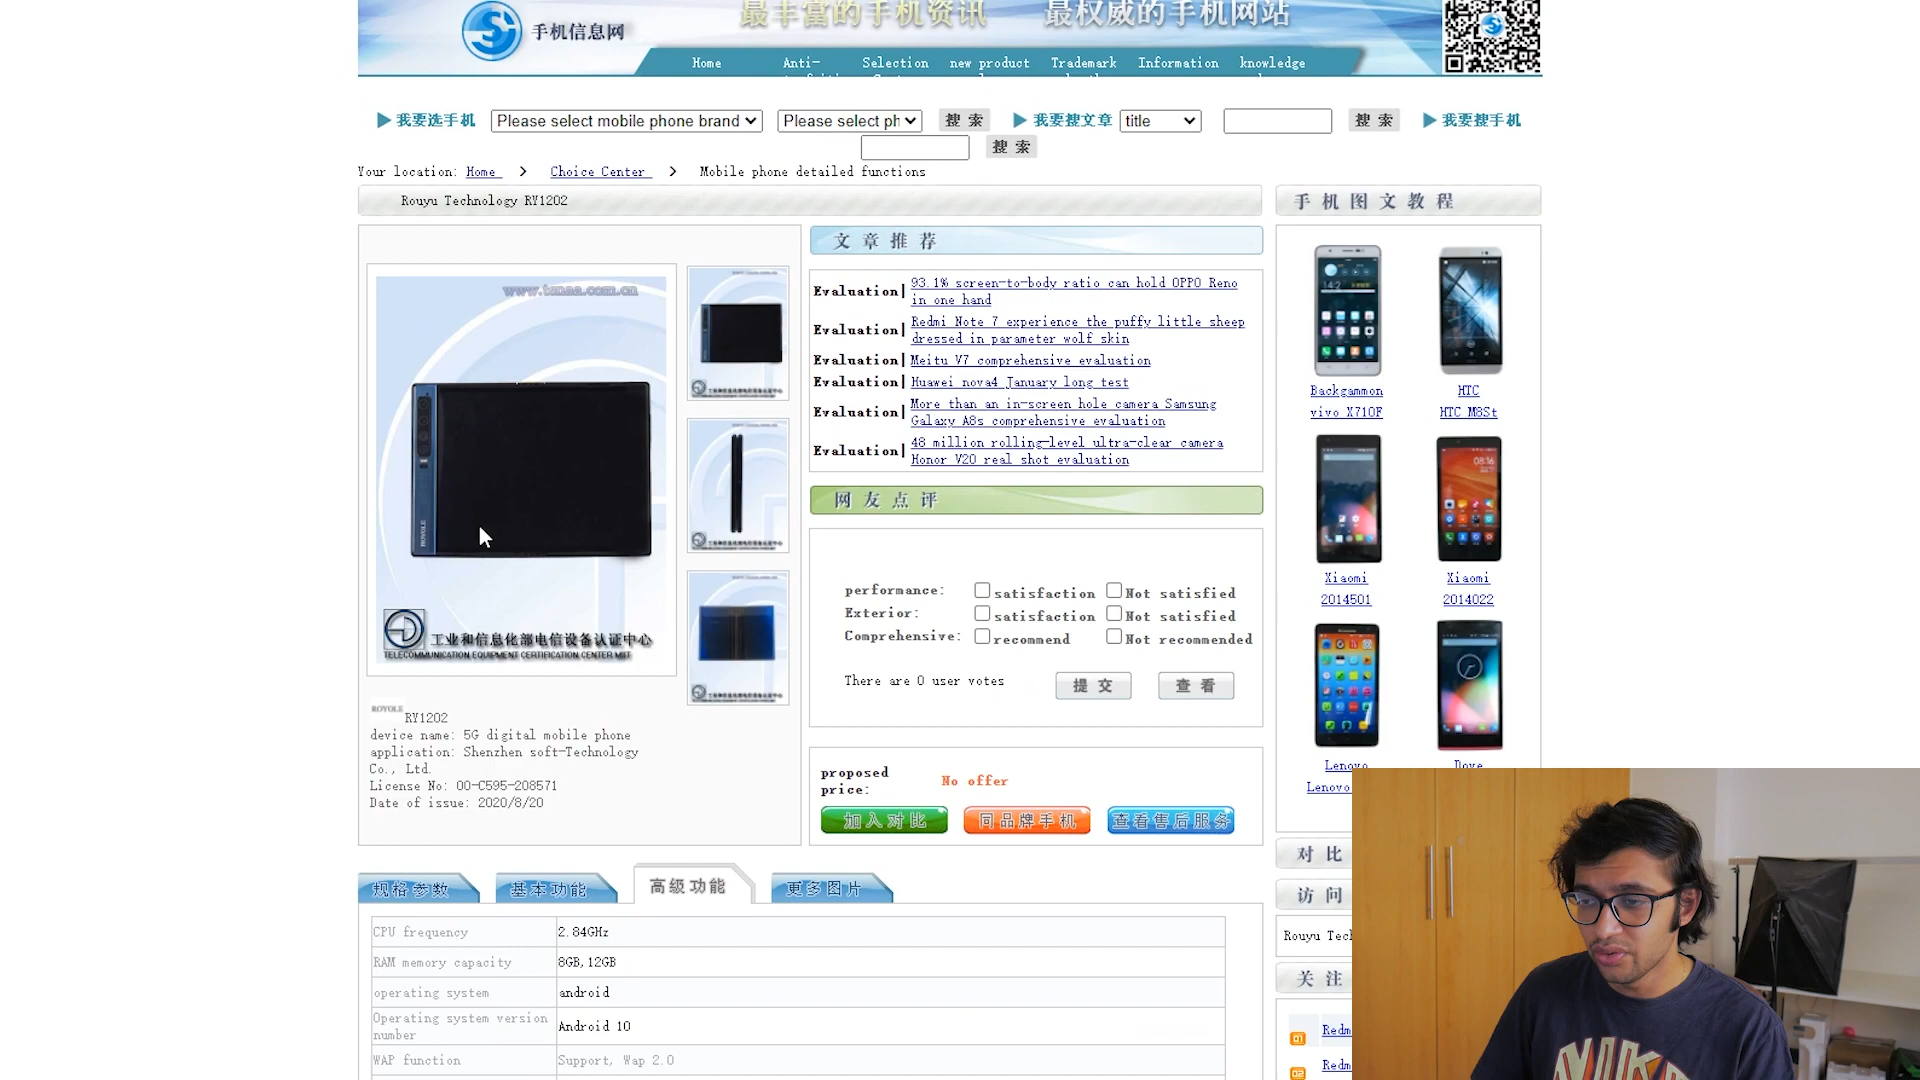 最丰富的手机资讯 最权威的手机网站
手机信息网
Home Anti- Selection new product Trademark Information knowledge
我要选手机 Please select mobile phone brand Please select ph 搜 索 我要搜文章 title 搜 索 我要搜手机
搜 索
Your location: Home > Choice Center > Mobile phone detailed functions
Rouyu Technology RY1202
手机图文教程
文章推荐
www.tenaa.com.cn
Evaluation| 93.1% screen-to-body ratio can hold OPPO Reno
in one hand
Evaluation| Redmi Note 7 experience the puffy little sheep
dressed in parameter wolf skin
Evaluation| Meitu V7 comprehensive evaluation
Evaluation| Huawei nova4 January long test
Evaluation| More than an in-screen hole camera Samsung
Galaxy A8s comprehensive evaluation
Evaluation| 48 million rolling-level ultra-clear camera
Honor V20 real shot evaluation
Backgammon
vivo X710F
HTC
HTC M8St
网友点评
ROYOLE
performance: satisfaction Not satisfied
Exterior: satisfaction Not satisfied
Comprehensive: recommend Not recommended
There are 0 user votes 提 交 查 看
Xiaomi
2014501
Xiaomi
2014022
工业和信息化部电信设备认证中心
TELECOMMUNICATION EQUIPMENT CERTIFICATION CENTER MIIT
ROYOLE RY1202
device name: 5G digital mobile phone
application: Shenzhen soft-Technology
Co., Ltd.
License No: 00-C595-208571
Date of issue: 2020/8/20
proposed
price: No offer
加入对比 同品牌手机 查看售后服务
Lenovo
Lenovo
Dove
规格参数 基本功能 高级功能 更多图片
对 比
访 问
Rouyu Tech
关 注
01 Redm
02 Redm
CPU frequency 2.84GHz
RAM memory capacity 8GB,12GB
operating system android
Operating system version
number Android 10
WAP function Support, Wap 2.0